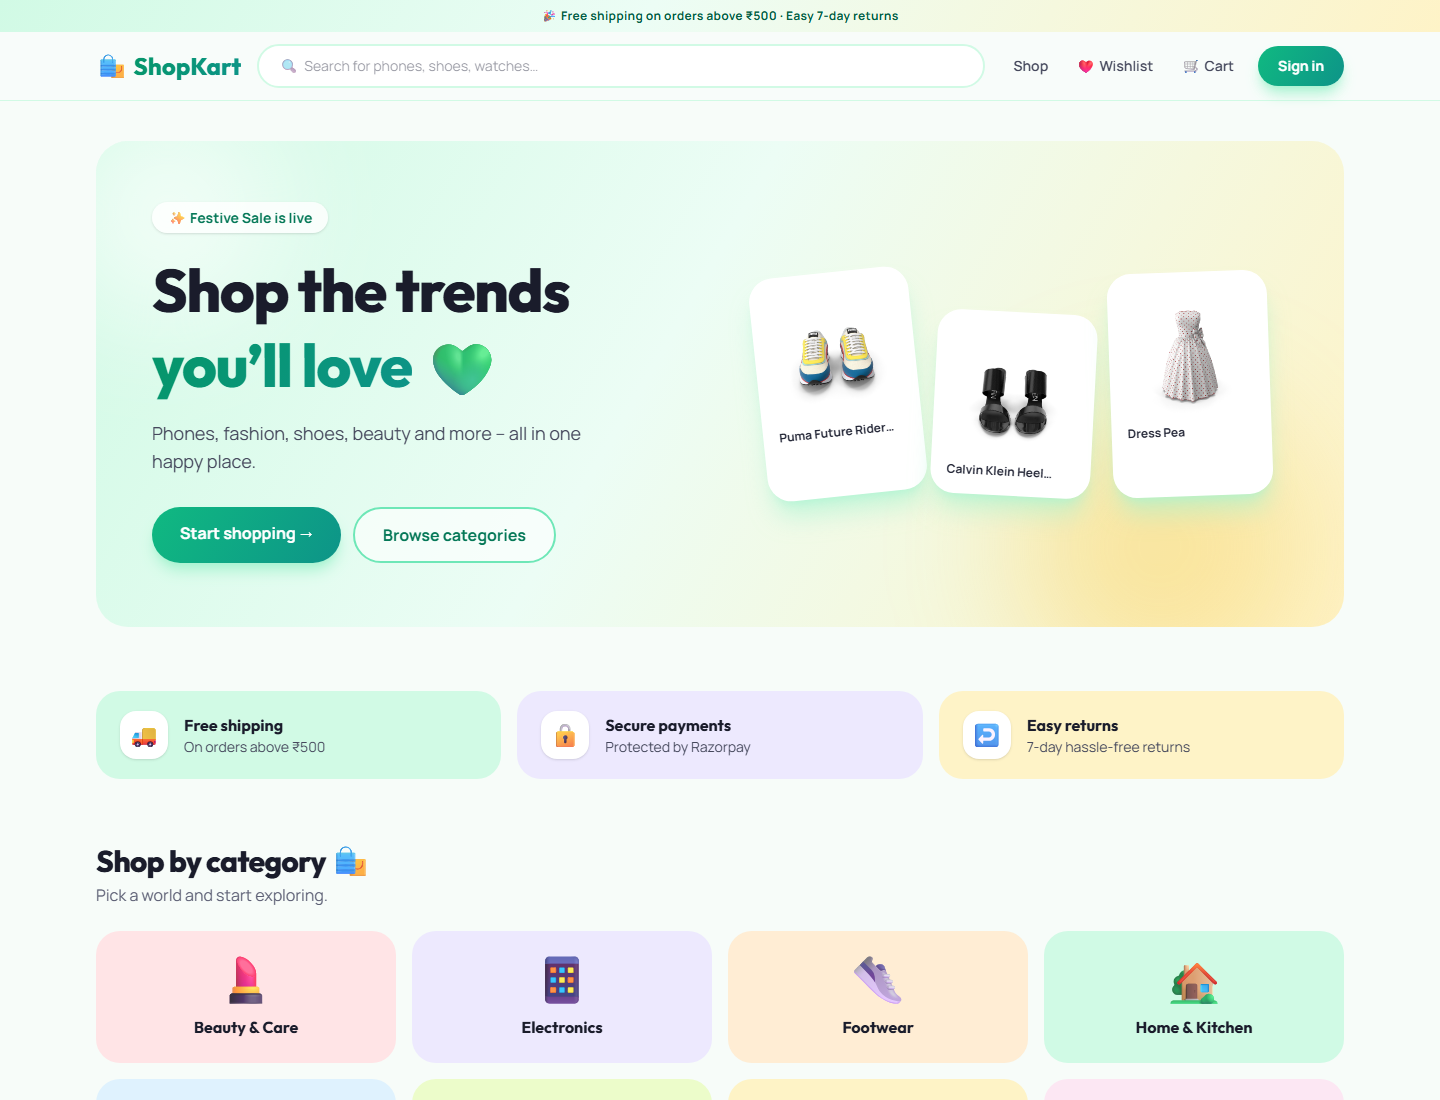 Free shipping on orders above ₹500 · Easy 7-day returns
ShopKart
Search for phones, shoes, watches...
Shop
Wishlist
Cart
Sign in
Festive Sale is live
Shop the trends
you’ll love
Phones, fashion, shoes, beauty and more – all in one
happy place.
Start shopping →
Browse categories
Puma Future Rider...
Calvin Klein Heel...
Dress Pea
Free shipping
On orders above ₹500
Secure payments
Protected by Razorpay
Easy returns
7-day hassle-free returns
Shop by category
Pick a world and start exploring.
Beauty & Care
Electronics
Footwear
Home & Kitchen